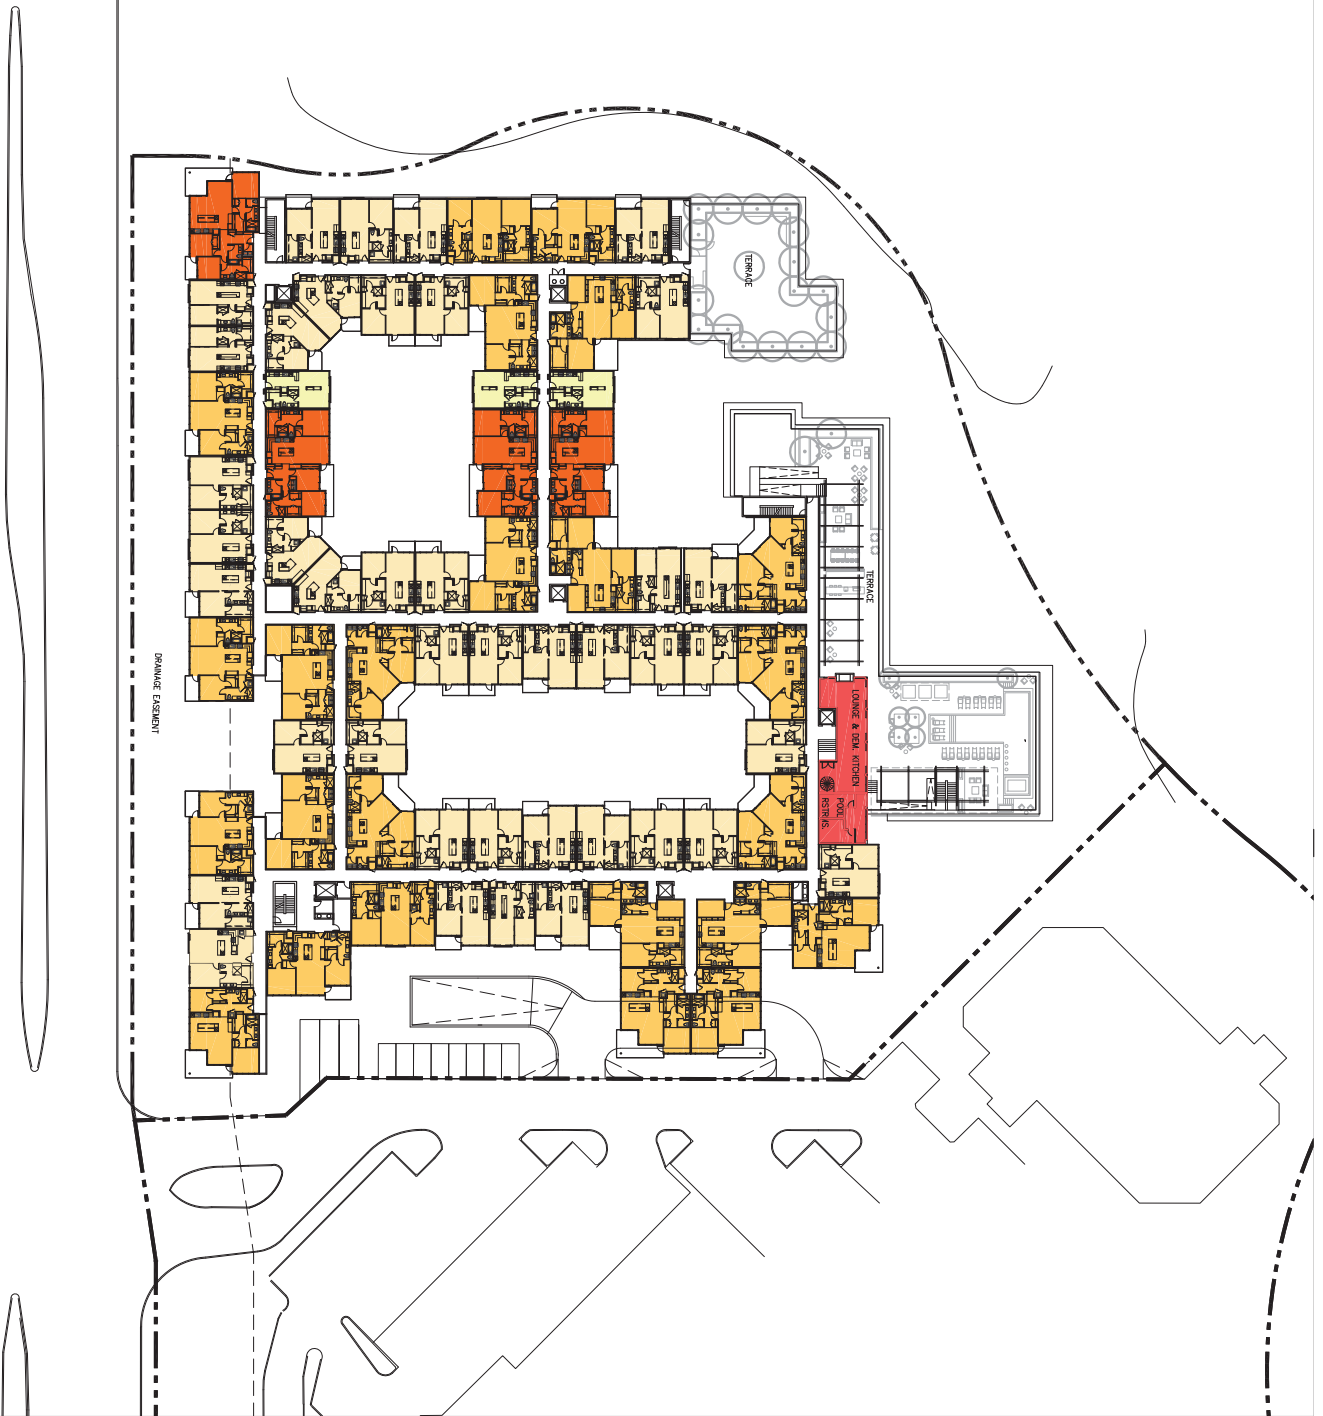 TERRACE
TERRACE
DRAINAGE EASEMENT
LOUNGE & DEM. KITCHEN
POOL
RSTRMS.